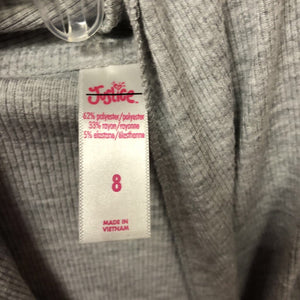 Justice
62% polyester/polyester
33% rayon/rayonne
5% elastane/élasthanne
8
MADE IN
VIETNAM